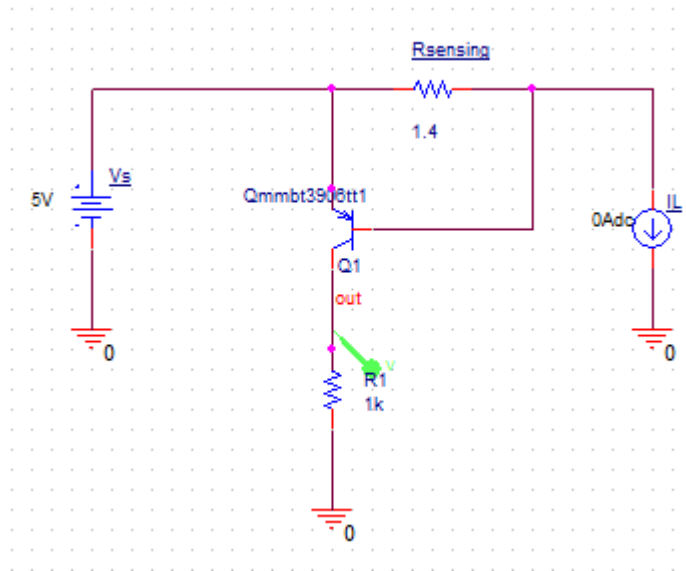 Rsensing
1.4
Vs
5V
Qmmbt3906tt1
0Adc
IL
Q1
out
0
0
V
R1
1k
0